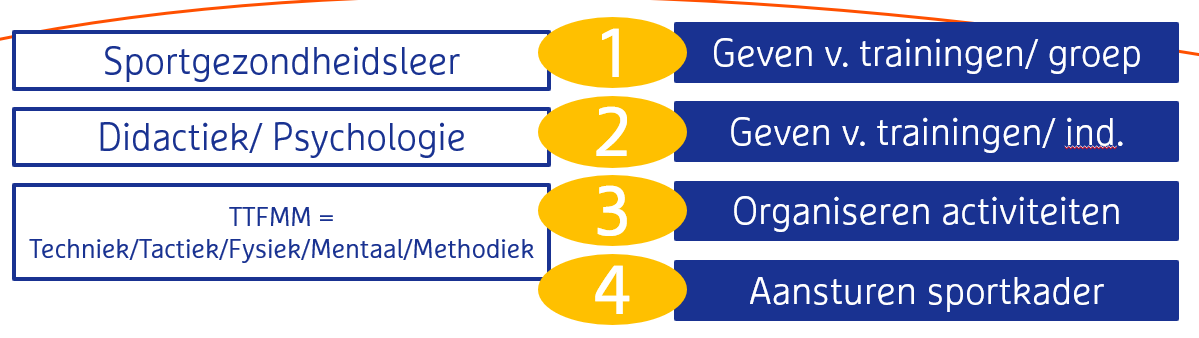 Sportgezondheidsleer
Didactiek/ Psychologie
TTFMM =
Techniek/Tactiek/Fysiek/Mentaal/Methodiek
1
Geven v. trainingen/ groep
2
Geven v. trainingen/ ind.
3
Organiseren activiteiten
4
Aansturen sportkader